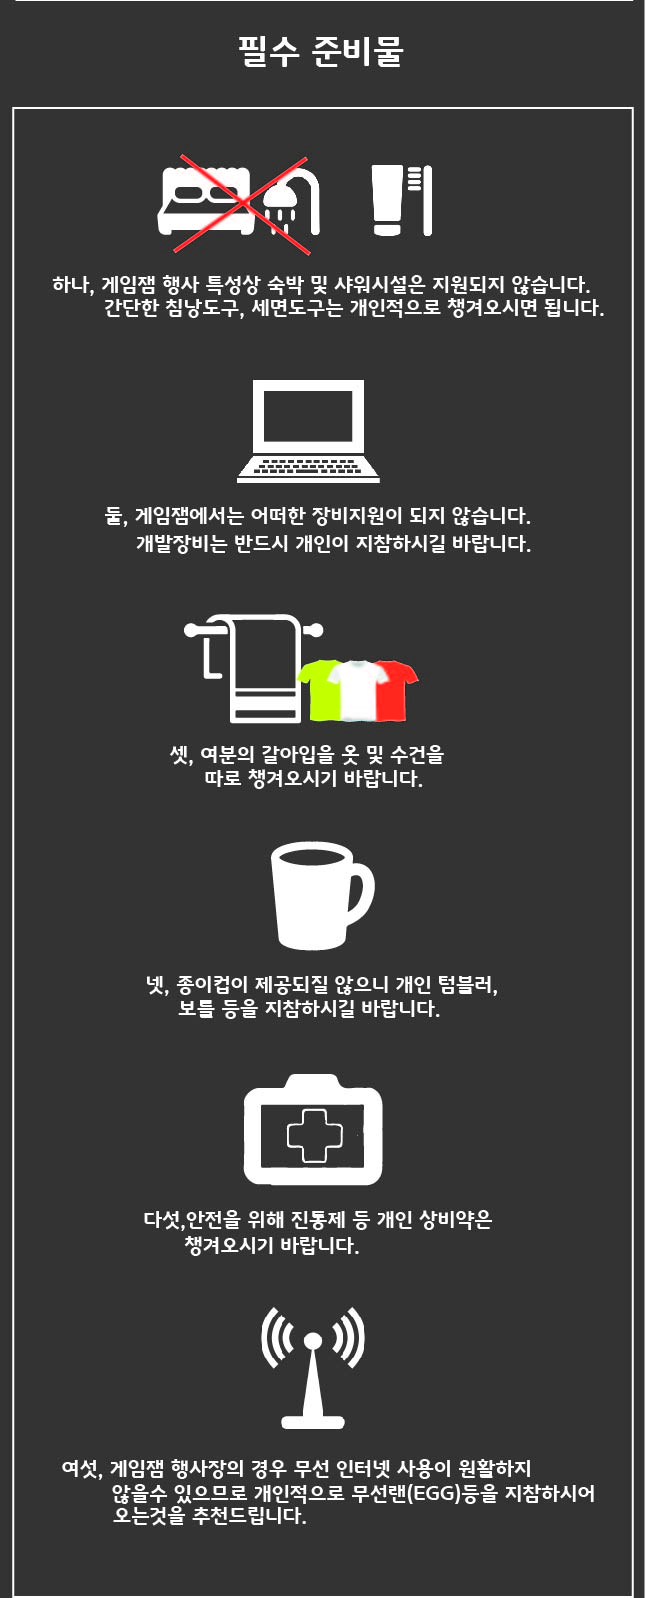 필수 준비물
하나, 게임잼 행사 특성상 숙박 및 샤워시설은 지원되지 않습니다.
간단한 침낭도구, 세면도구는 개인적으로 챙겨오시면 됩니다.
둘, 게임잼에서는 어떠한 장비지원이 되지 않습니다.
개발장비는 반드시 개인이 지참하시길 바랍니다.
셋, 여분의 갈아입을 옷 및 수건을
따로 챙겨오시기 바랍니다.
넷, 종이컵이 제공되질 않으니 개인 텀블러,
보틀 등을 지참하시길 바랍니다.
다섯,안전을 위해 진통제 등 개인 상비약은
챙겨오시기 바랍니다.
여섯, 게임잼 행사장의 경우 무선 인터넷 사용이 원활하지
않을수 있으므로 개인적으로 무선랜(EGG)등을 지참하시어
오는것을 추천드립니다.